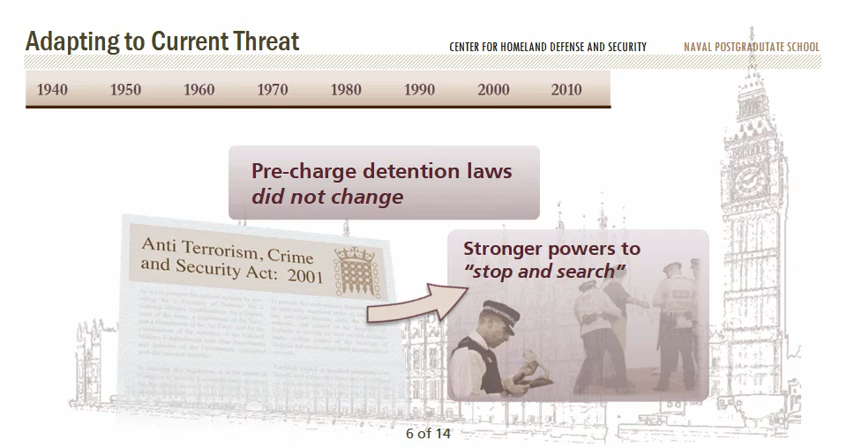 Adapting to Current Threat
CENTER FOR HOMELAND DEFENSE AND SECURITY
NAVAL POSTGRADUTATE SCHOOL
1940 1950 1960 1970 1980 1990 2000 2010
Pre-charge detention laws
did not change
Anti Terrorism, Crime
and Security Act: 2001
Stronger powers to
“stop and search”
6 of 14